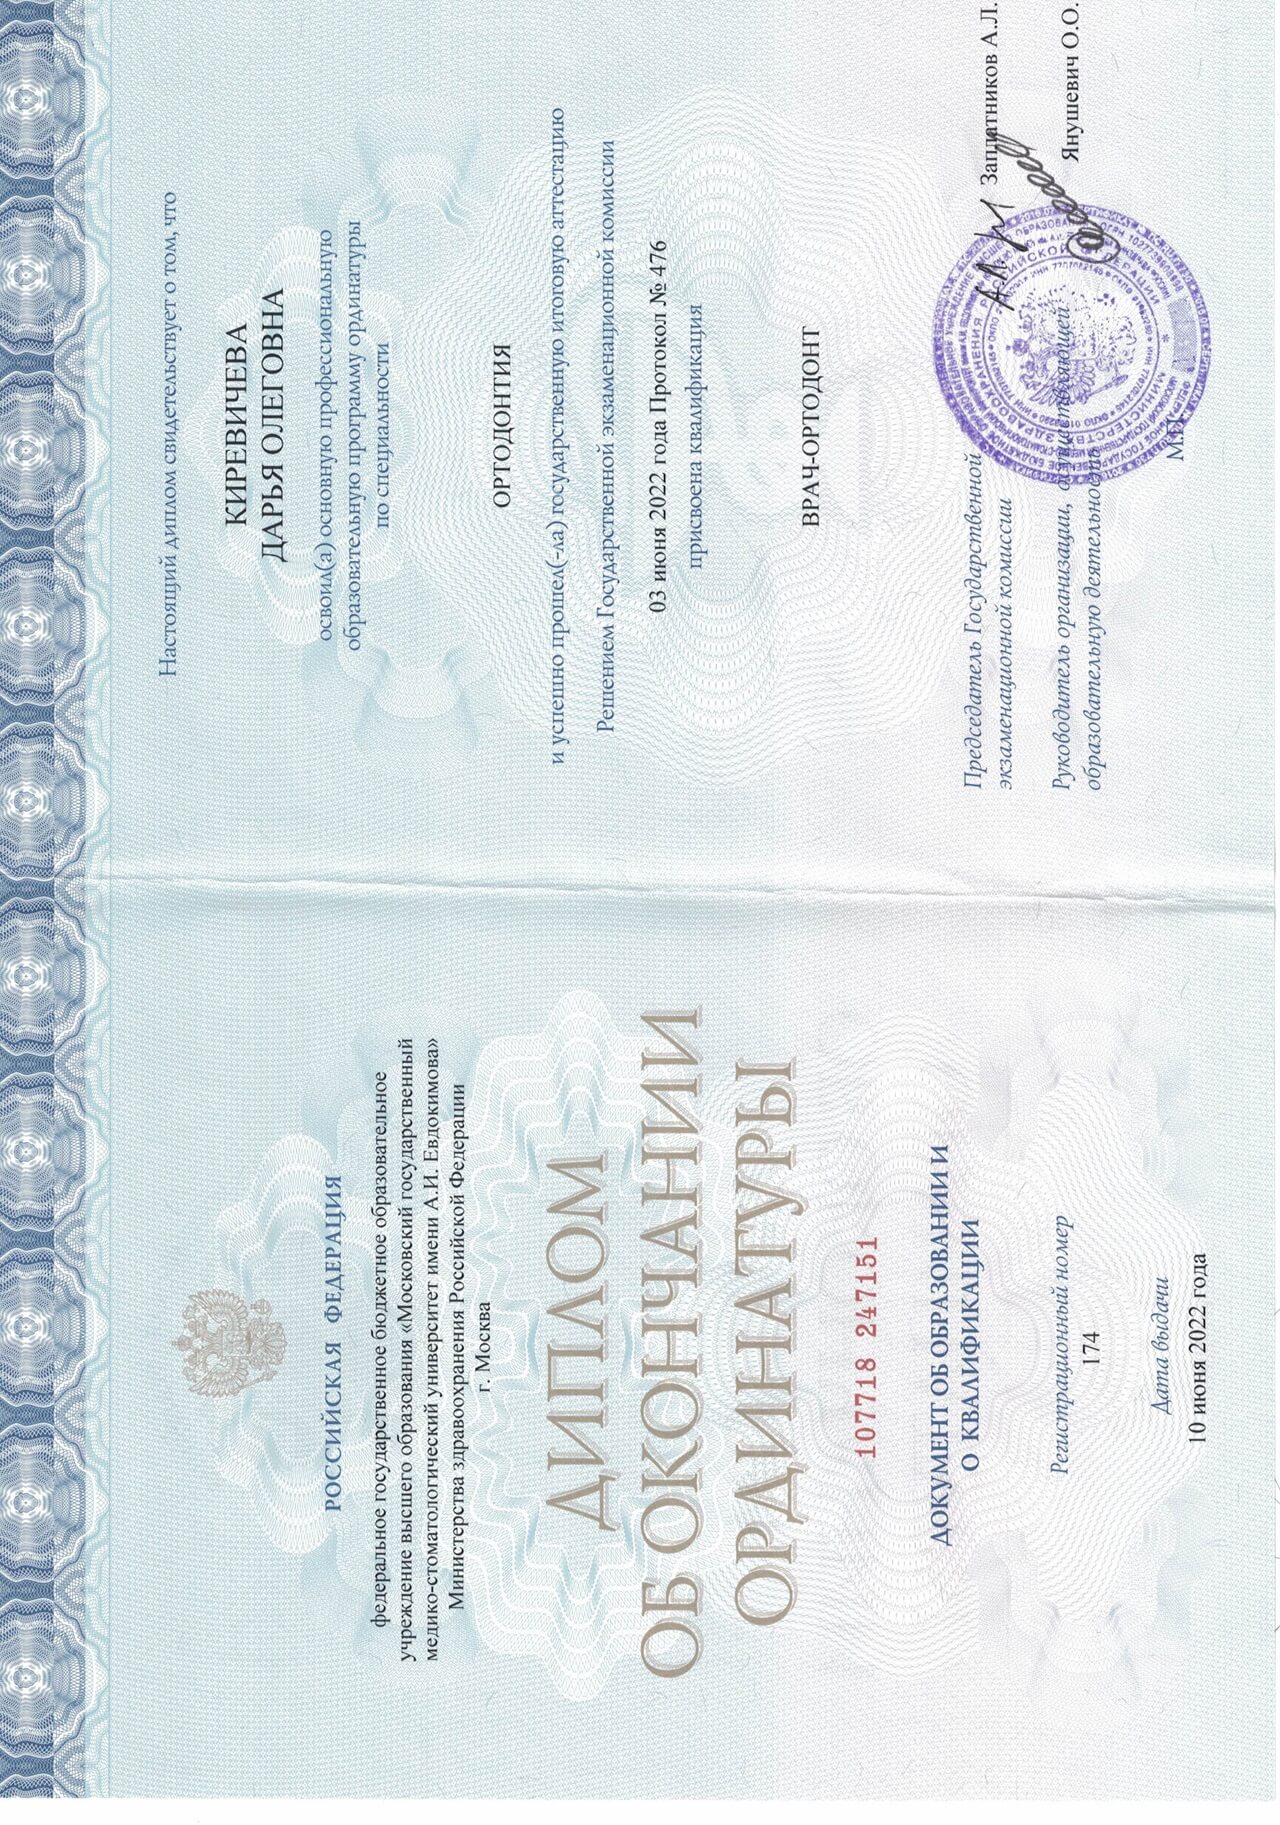 РОССИЙСКАЯ ФЕДЕРАЦИЯ
федеральное государственное бюджетное образовательное
учреждение высшего образования «Московский государственный
медико-стоматологический университет имени А.И. Евдокимова»
Министерства здравоохранения Российской Федерации
г. Москва
ДИПЛОМ
ОБ ОКОНЧАНИИ
ОРДИНАТУРЫ
107718 247151
ДОКУМЕНТ ОБ ОБРАЗОВАНИИ И
О КВАЛИФИКАЦИИ
Регистрационный номер
174
Дата выдачи
10 июня 2022 года
Настоящий диплом свидетельствует о том, что
КИРЕВИЧЕВА
ДАРЬЯ ОЛЕГОВНА
освоил(а) основную профессиональную
образовательную программу ординатуры
по специальности
ОРТОДОНТИЯ
и успешно прошел(-ла) государственную итоговую аттестацию
Решением Государственной экзаменационной комиссии
03 июня 2022 года Протокол № 476
присвоена квалификация
ВРАЧ-ОРТОДОНТ
Председатель Государственной
экзаменационной комиссии
Заплатников А.Л.
Руководитель организации, осуществляющей
образовательную деятельность
Янушевич О.О.
М.П.
МИНИСТЕРСТВО ЗДРАВООХРАНЕНИЯ РОССИЙСКОЙ ФЕДЕРАЦИИ